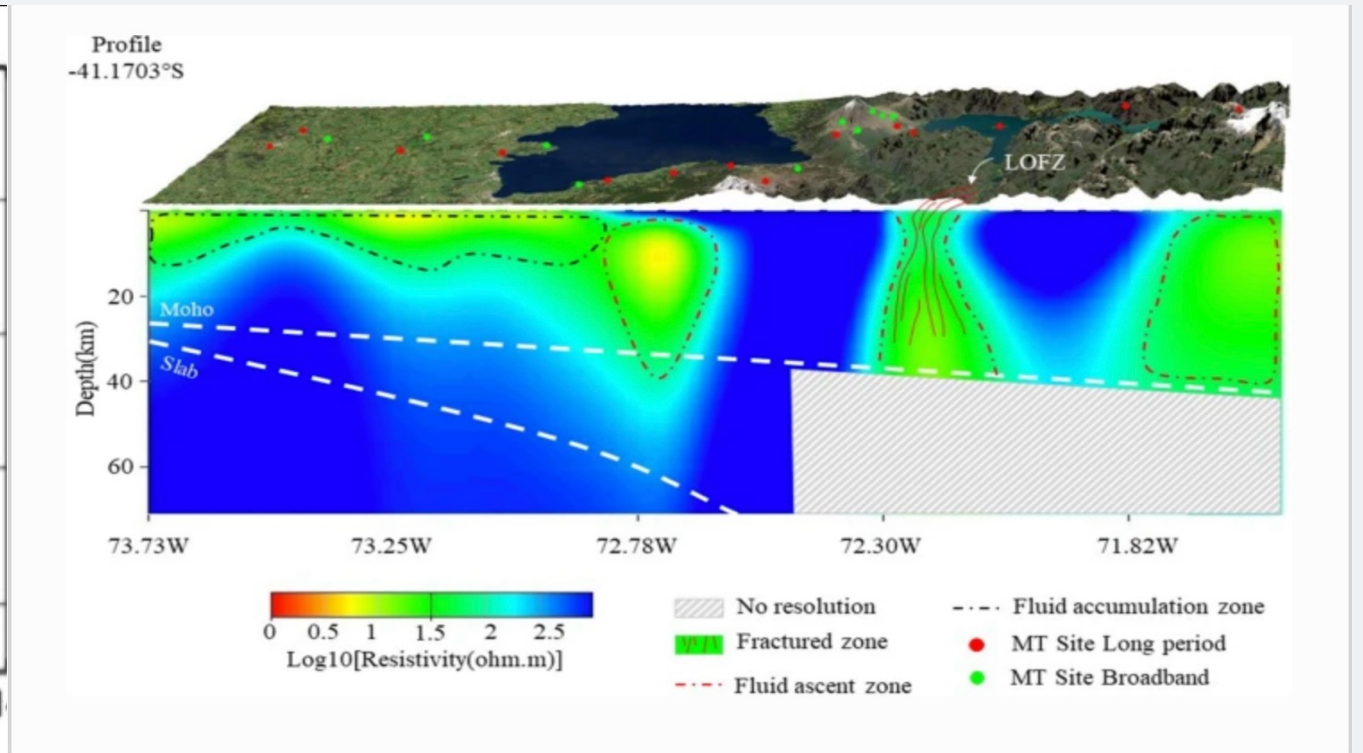 Profile
-41.1703°S
LOFZ
Moho
Slab
Depth(km)
20
40
60
73.73W 73.25W 72.78W 72.30W 71.82W
0 0.5 1 1.5 2 2.5
Log10[Resistivity(ohm.m)]
No resolution
Fractured zone
Fluid ascent zone
Fluid accumulation zone
MT Site Long period
MT Site Broadband